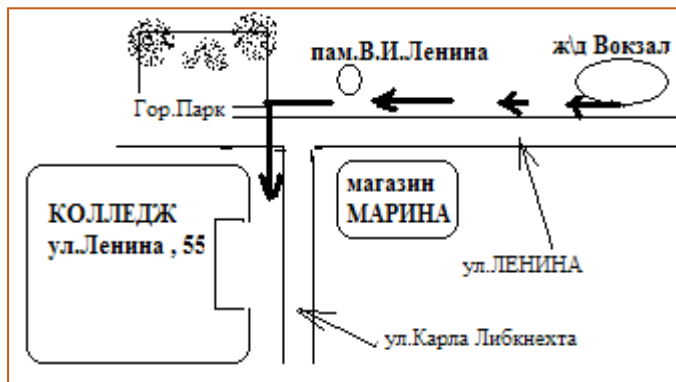 пам.В.И.Ленина
ж\д Вокзал
Гор.Парк
КОЛЛЕДЖ
ул.Ленина , 55
магазин
МАРИНА
ул.ЛЕНИНА
ул.Карла Либкнехта